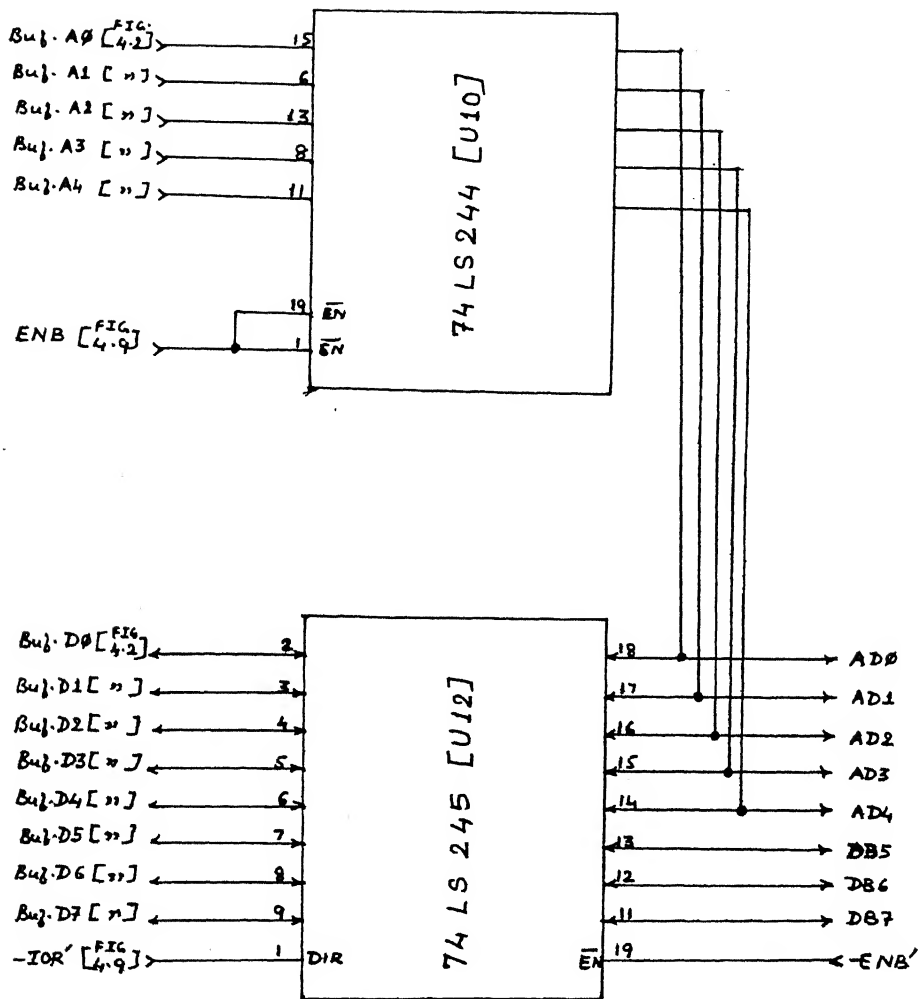 Buf. AØ [FIG. 4.2] 15
Buf. A1 [ " ] 6
Buf. A2 [ " ] 13
Buf. A3 [ " ] 8
Buf. A4 [ " ] 11
74 LS 244 [U10]
19 E̅N̅
ENB [FIG 4.9] 1 E̅N̅
Buf. DØ [FIG 4.2] 2 18 ADØ
Buf. D1 [ " ] 3 17 AD1
Buf. D2 [ " ] 4 16 AD2
Buf. D3 [ " ] 5 15 AD3
Buf. D4 [ " ] 6 14 AD4
Buf. D5 [ " ] 7 13 DB5
Buf. D6 [ " ] 8 12 DB6
Buf. D7 [ " ] 9 11 DB7
74 LS 245 [U12]
-IOR' [FIG 4.9] 1 DIR E̅N̅ 19 -ENB'